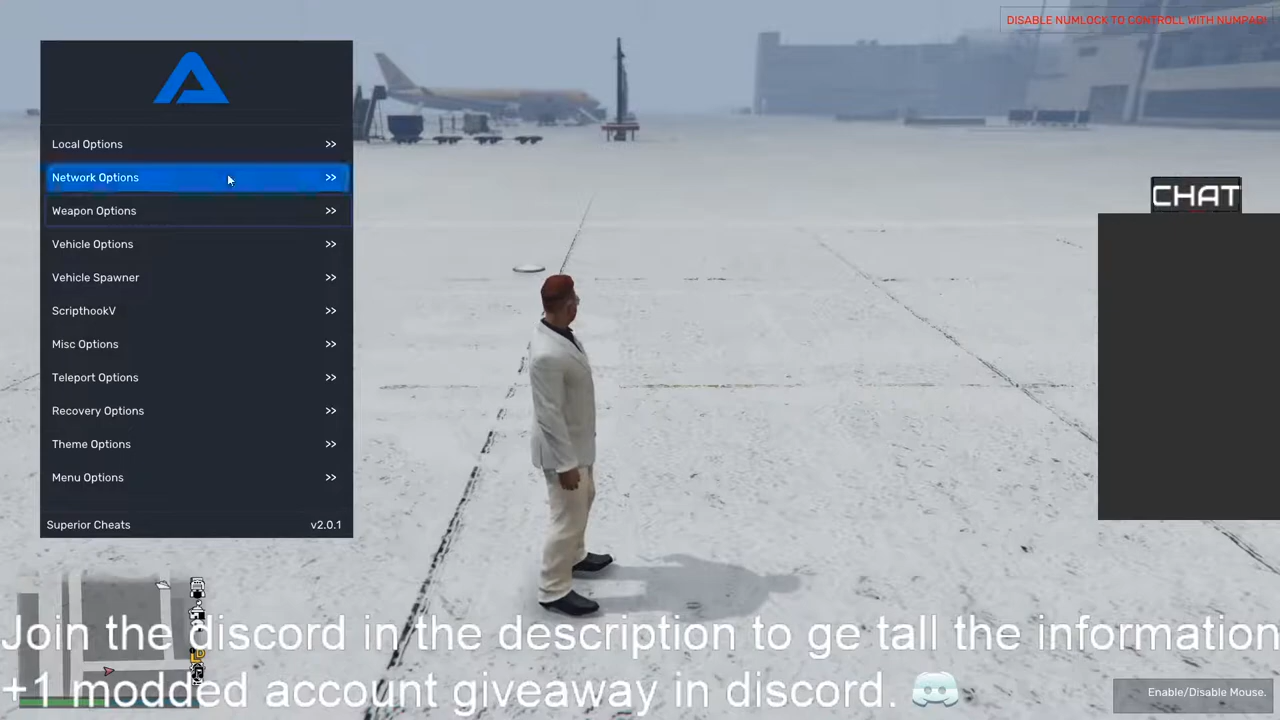 DISABLE NUMLOCK TO CONTROLL WITH NUMPAD!
Local Options >>
Network Options >>
Weapon Options >>
Vehicle Options >>
Vehicle Spawner >>
ScripthookV >>
Misc Options >>
Teleport Options >>
Recovery Options >>
Theme Options >>
Menu Options >>
Superior Cheats v2.0.1
CHAT
Join the discord in the description to ge tall the information
+1 modded account giveaway in discord.
Enable/Disable Mouse.